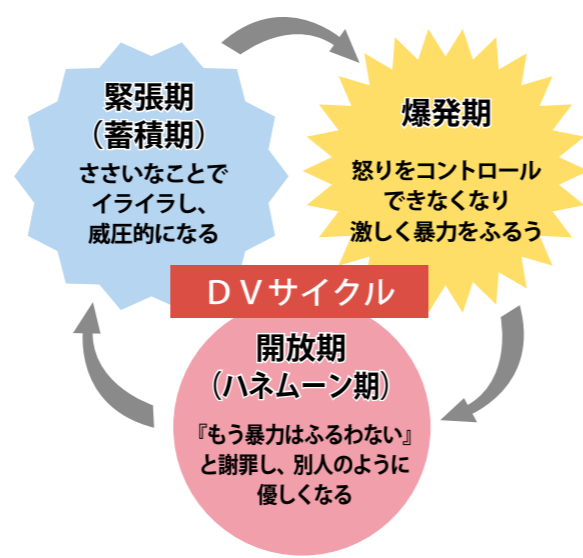 緊張期
（蓄積期）
ささいなことで
イライラし、
威圧的になる
爆発期
怒りをコントロール
できなくなり
激しく暴力をふるう
ＤＶサイクル
開放期
（ハネムーン期）
『もう暴力はふるわない』
と謝罪し、別人のように
優しくなる